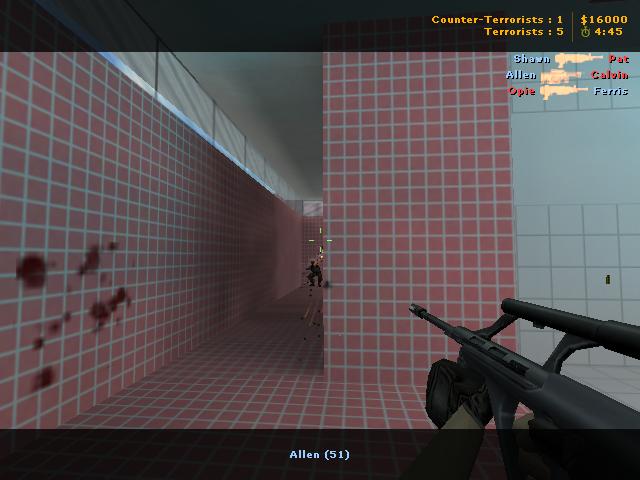 Counter-Terrorists : 1 $16000
Terrorists : 5 4:45
Shawn Pat
Allen Calvin
Opie Ferris
Allen (51)